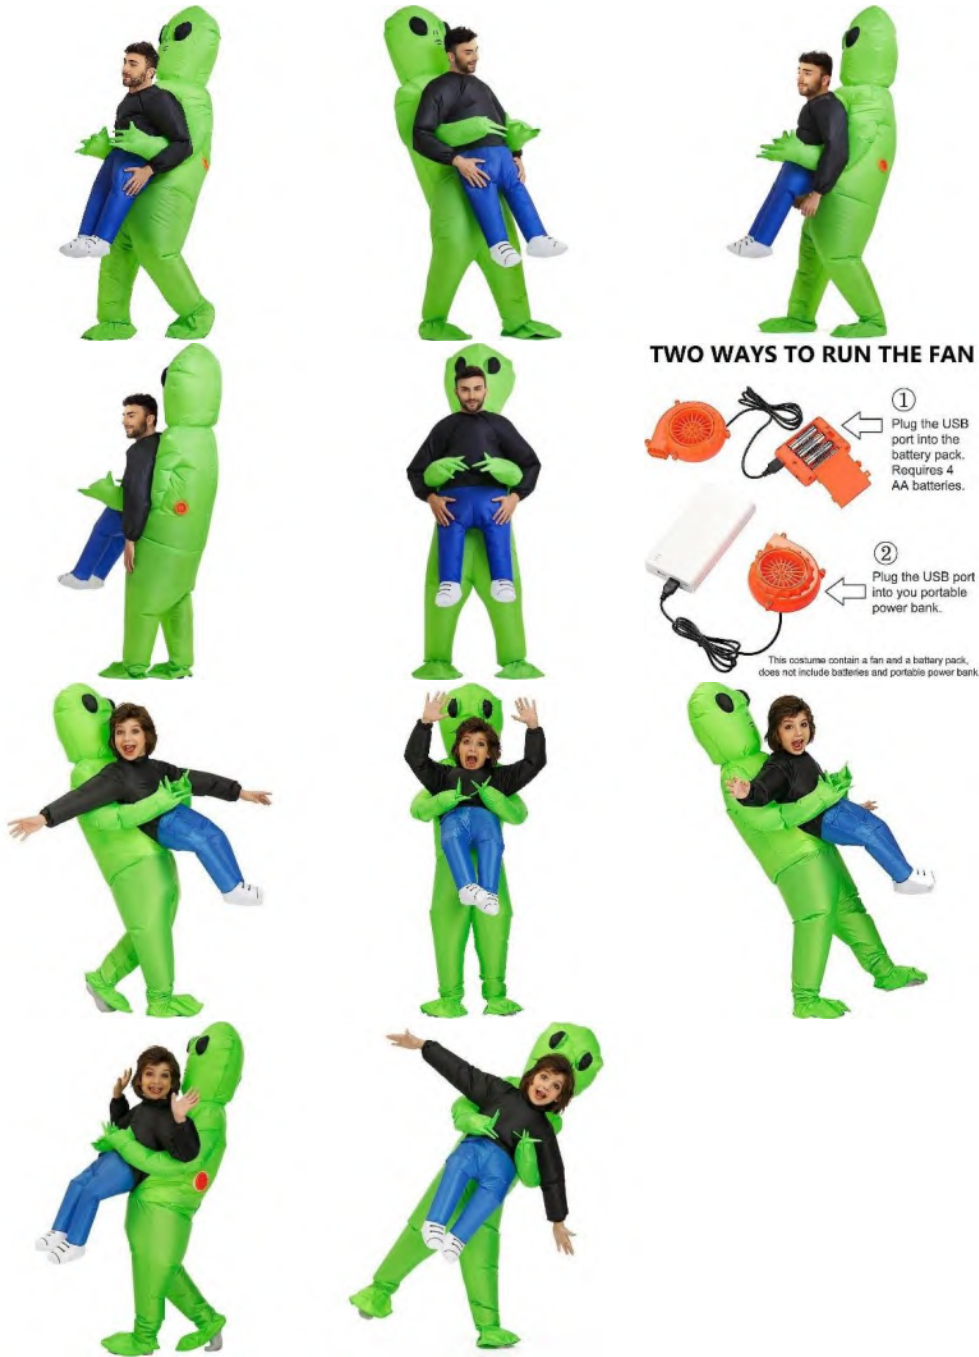 TWO WAYS TO RUN THE FAN
①
Plug the USB
port into the
battery pack.
Requires 4
AA batteries.
②
Plug the USB port
into you portable
power bank.
This costume contain a fan and a battery pack,
does not include batteries and portable power bank